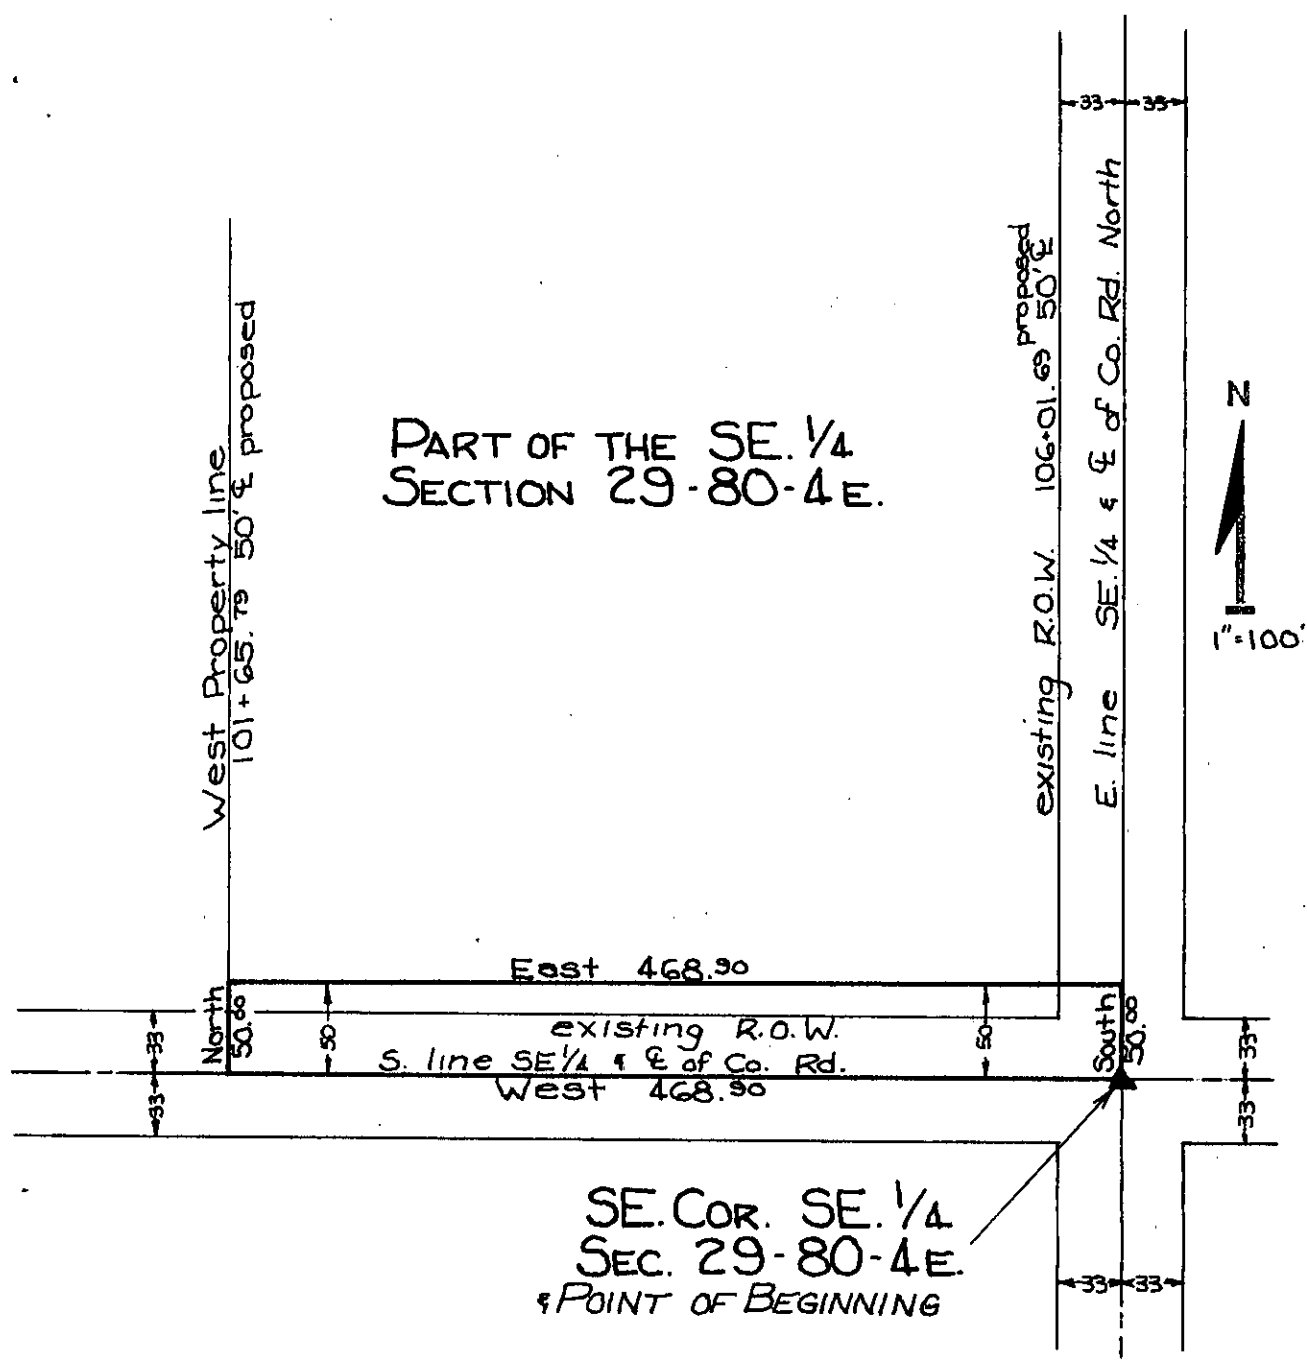 33 33
West Property line
101+65.79 50' ℄ proposed
PART OF THE SE. 1/4
SECTION 29-80-4E.
existing R.O.W. 106+01.69 50' ℄ proposed
E. line SE. 1/4 & ℄ of Co. Rd. North
N
1"=100'
East 468.90
North
50.00
50
existing R.O.W.
50
South
50.00
33
33
S. line SE 1/4 & ℄ of Co. Rd.
West 468.90
33
33
SE. COR. SE. 1/4
SEC. 29-80-4E.
& POINT OF BEGINNING
33 33